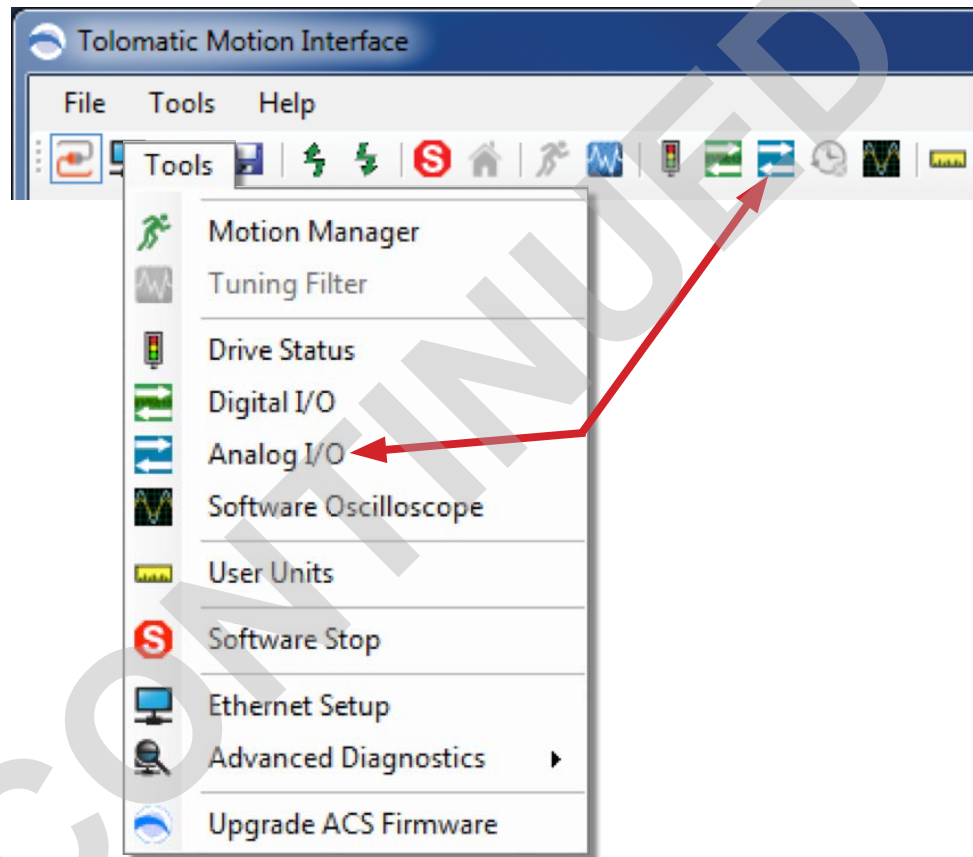 Tolomatic Motion Interface
File Tools Help
Tools
Motion Manager
Tuning Filter
Drive Status
Digital I/O
Analog I/O
Software Oscilloscope
User Units
Software Stop
Ethernet Setup
Advanced Diagnostics
Upgrade ACS Firmware
CONTINUED